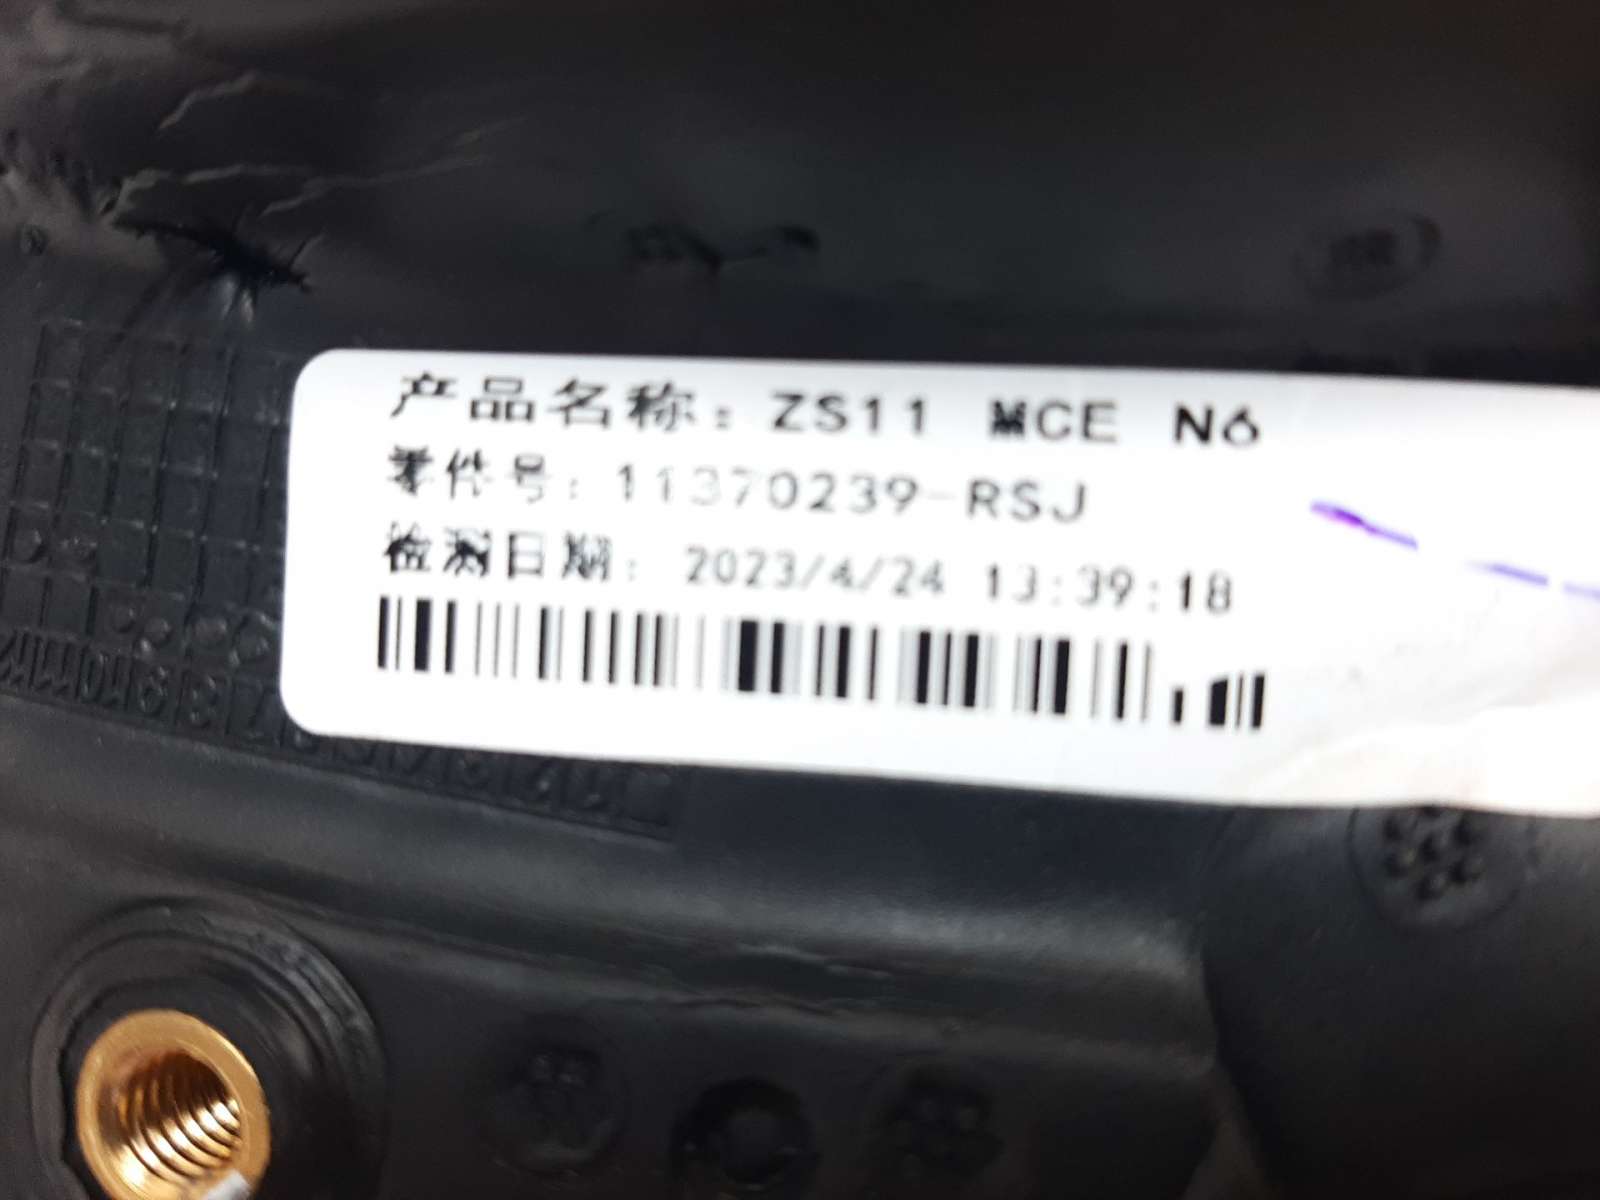 产品名称: ZS11 MCE N6
零件号: 11370239-RSJ
检测日期: 2023/4/24 13:39:18